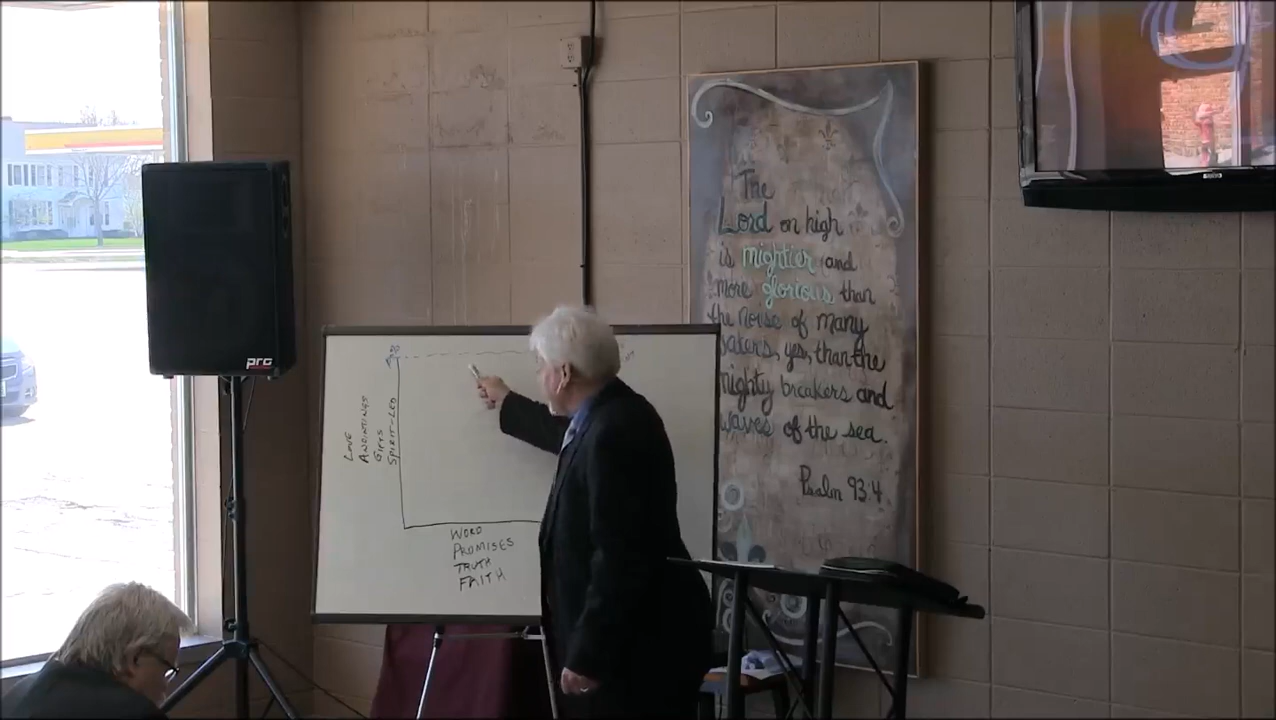 The
Lord on high
is mightier and
more glorious than
the noise of many
waters, yes, than the
mighty breakers and
waves of the sea.
Psalm 93:4
LOVE
ANOINTINGS
GIFTS
SPIRIT-LED
WORD
PROMISES
TRUTH
FAITH
pro